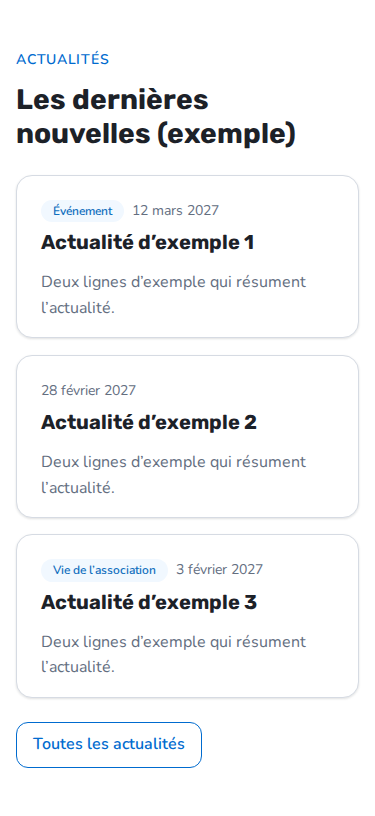 ACTUALITÉS
Les dernières
nouvelles (exemple)
Événement 12 mars 2027
Actualité d’exemple 1
Deux lignes d’exemple qui résument
l’actualité.
28 février 2027
Actualité d’exemple 2
Deux lignes d’exemple qui résument
l’actualité.
Vie de l’association 3 février 2027
Actualité d’exemple 3
Deux lignes d’exemple qui résument
l’actualité.
Toutes les actualités